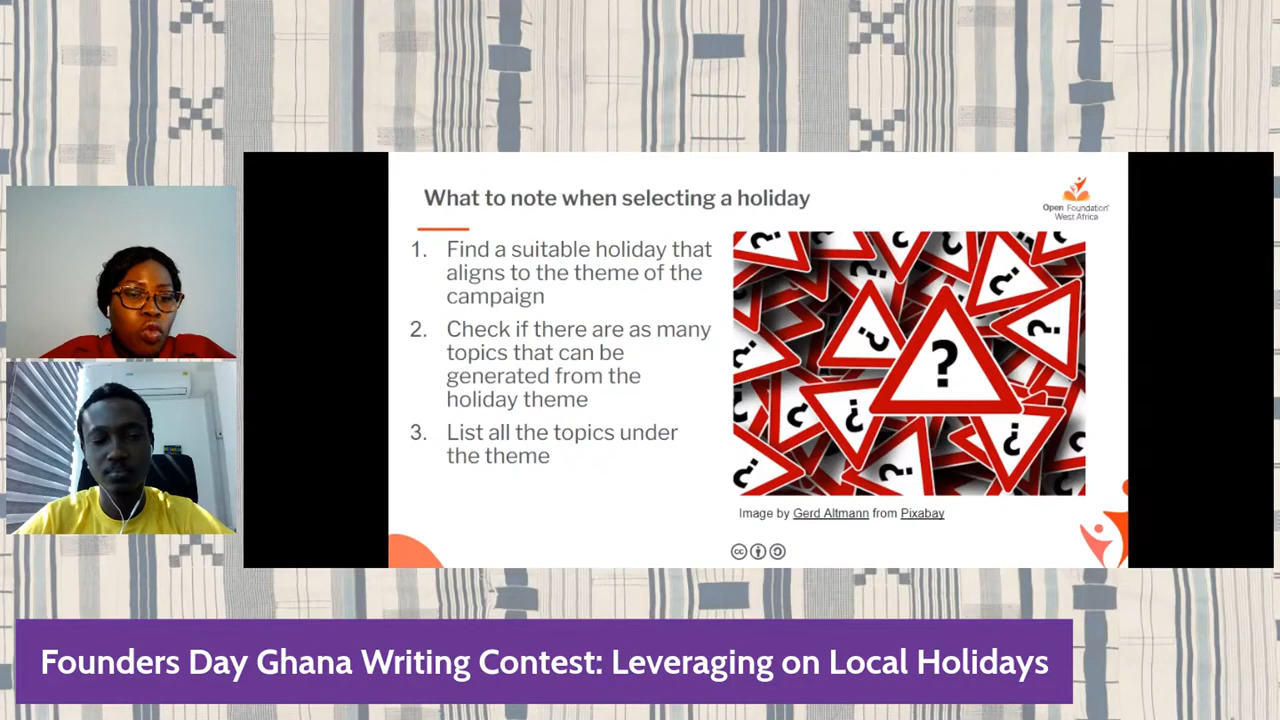 What to note when selecting a holiday
Open Foundation
West Africa
1. Find a suitable holiday that
aligns to the theme of the
campaign
2. Check if there are as many
topics that can be
generated from the
holiday theme
3. List all the topics under
the theme
?
Image by Gerd Altmann from Pixabay
cc
Founders Day Ghana Writing Contest: Leveraging on Local Holidays